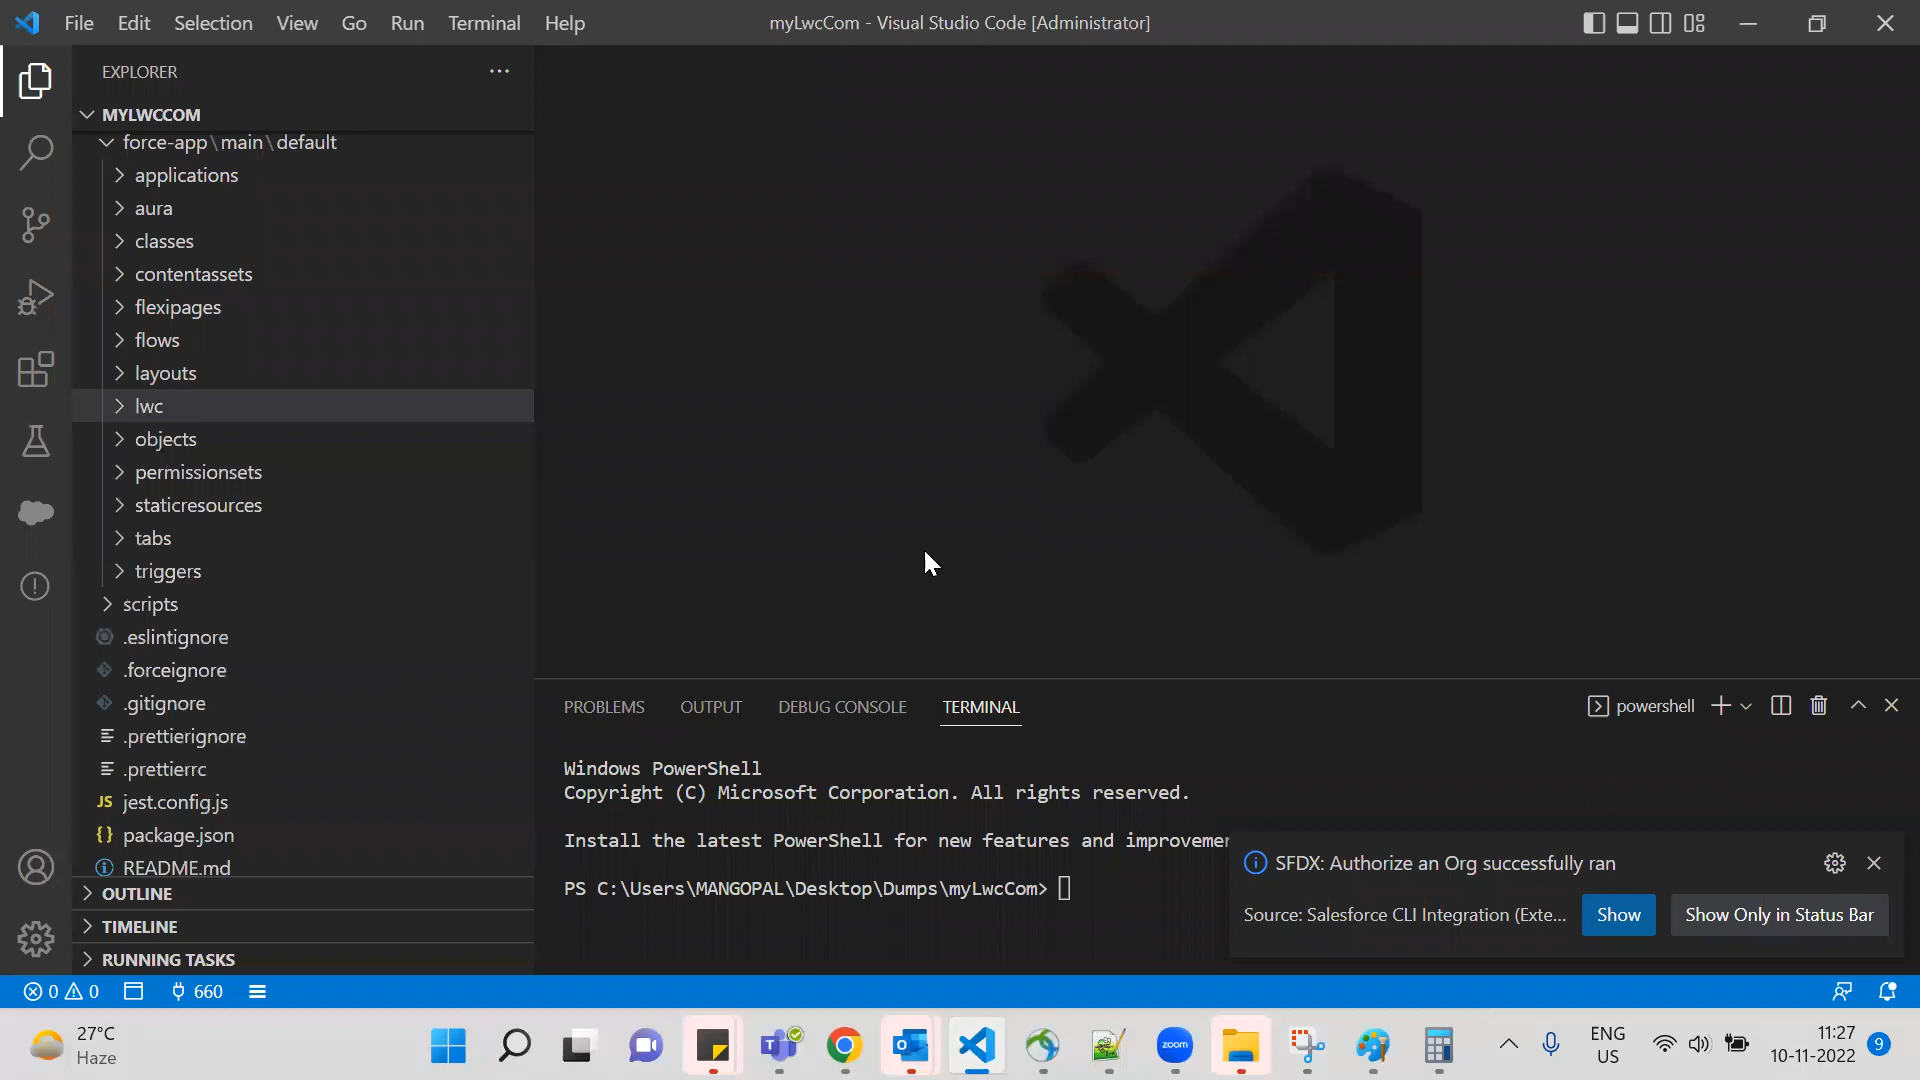 File Edit Selection View Go Run Terminal Help
myLwcCom - Visual Studio Code [Administrator]
EXPLORER
MYLWCCOM
force-app\main\default
applications
aura
classes
contentassets
flexipages
flows
layouts
lwc
objects
permissionsets
staticresources
tabs
triggers
scripts
.eslintignore
.forceignore
.gitignore
.prettierignore
.prettierrc
JS jest.config.js
{} package.json
README.md
OUTLINE
TIMELINE
RUNNING TASKS
PROBLEMS OUTPUT DEBUG CONSOLE TERMINAL
powershell
Windows PowerShell
Copyright (C) Microsoft Corporation. All rights reserved.
Install the latest PowerShell for new features and improvemen
PS C:\Users\MANGOPAL\Desktop\Dumps\myLwcCom>
SFDX: Authorize an Org successfully ran
Source: Salesforce CLI Integration (Exte...
Show
Show Only in Status Bar
0 0 660
27°C
Haze
zoom
ENG
US
11:27
10-11-2022
9